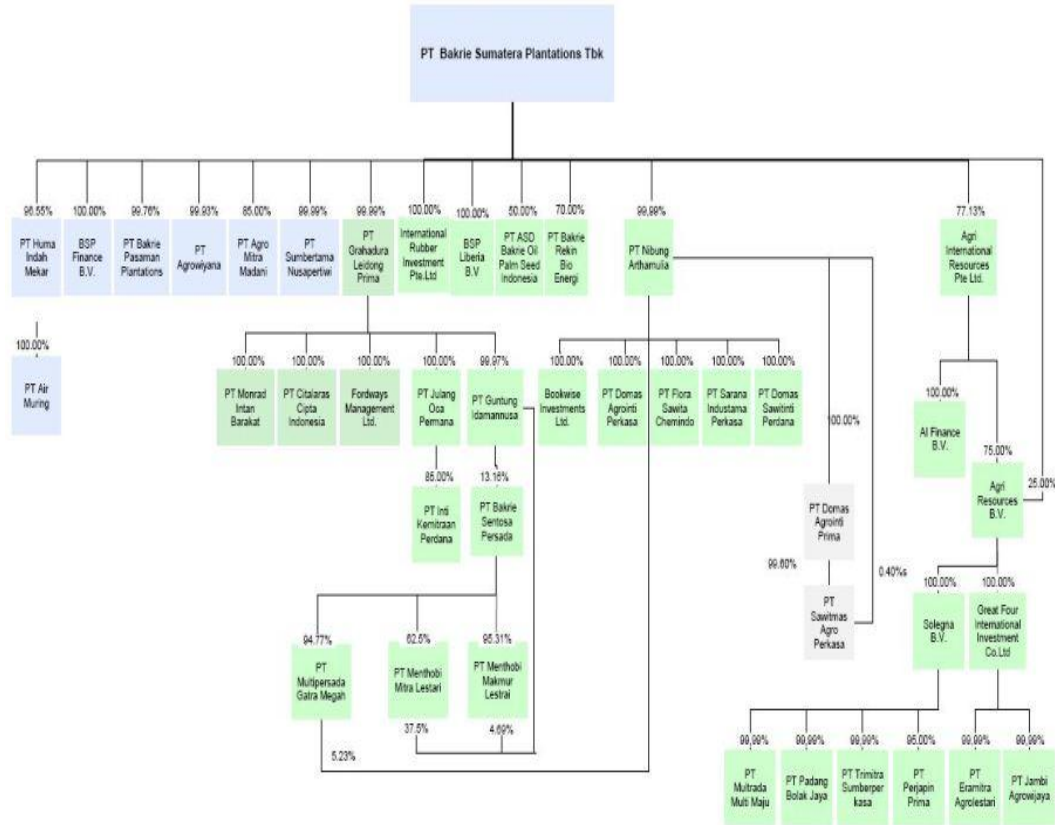 PT Bakrie Sumatera Plantations Tbk
96.55%
100.00%
99.76%
99.93%
85.00%
99.99%
99.99%
100.00%
100.00%
50.00%
70.00%
99.99%
77.13%
PT Huma
Indah
Mekar
BSP
Finance
B.V.
PT Bakrie
Pasaman
Plantations
PT
Agrowiyana
PT Agro
Mitra
Madani
PT
Sumbertama
Nusapertiwi
PT
Grahadura
Leidong
Prima
International
Rubber
Investment
Pte.Ltd
BSP
Liberia
B.V
PT ASD
Bakrie Oil
Palm Seed
Indonesia
PT Bakrie
Rekin
Bio
Energi
PT Nibung
Arthamulia
Agri
International
Resources
Pte Ltd.
100.00%
PT Air
Muring
100.00%
100.00%
100.00%
100.00%
99.97%
100.00%
100.00%
100.00%
100.00%
100.00%
PT Monrad
Intan
Barakat
PT Citalaras
Cipta
Indonesia
Fordways
Management
Ltd.
PT Julang
Oca
Permana
PT Guntung
Idamannusa
Bookwise
Investments
Ltd.
PT Domas
Agrointi
Perkasa
PT Flora
Sawita
Chemindo
PT Sarana
Industama
Perkasa
PT Domas
Sawitinti
Perdana
100.00%
100.00%
AI Finance
B.V.
75.00%
25.00%
Agri
Resources
B.V.
85.00%
13.16%
PT Inti
Kemitraan
Perdana
PT Bakrie
Sentosa
Persada
PT Domas
Agrointi
Prima
99.60%
0.40%s
PT
Sawitmas
Agro
Perkasa
100.00%
100.00%
Solegna
B.V.
Great Four
International
Investment
Co.Ltd
94.77%
62.5%
95.31%
PT
Multipersada
Gatra Megah
PT Menthobi
Mitra Lestari
PT Menthobi
Makmur
Lestrai
5.23%
37.5%
4.69%
99,99%
99,99%
99,99%
95.00%
99.99%
99,99%
PT
Multrada
Multi Maju
PT Padang
Bolak Jaya
PT Trimitra
Sumberper
kasa
PT
Perjapin
Prima
PT
Eramitra
Agrolestari
PT Jambi
Agrowijaya